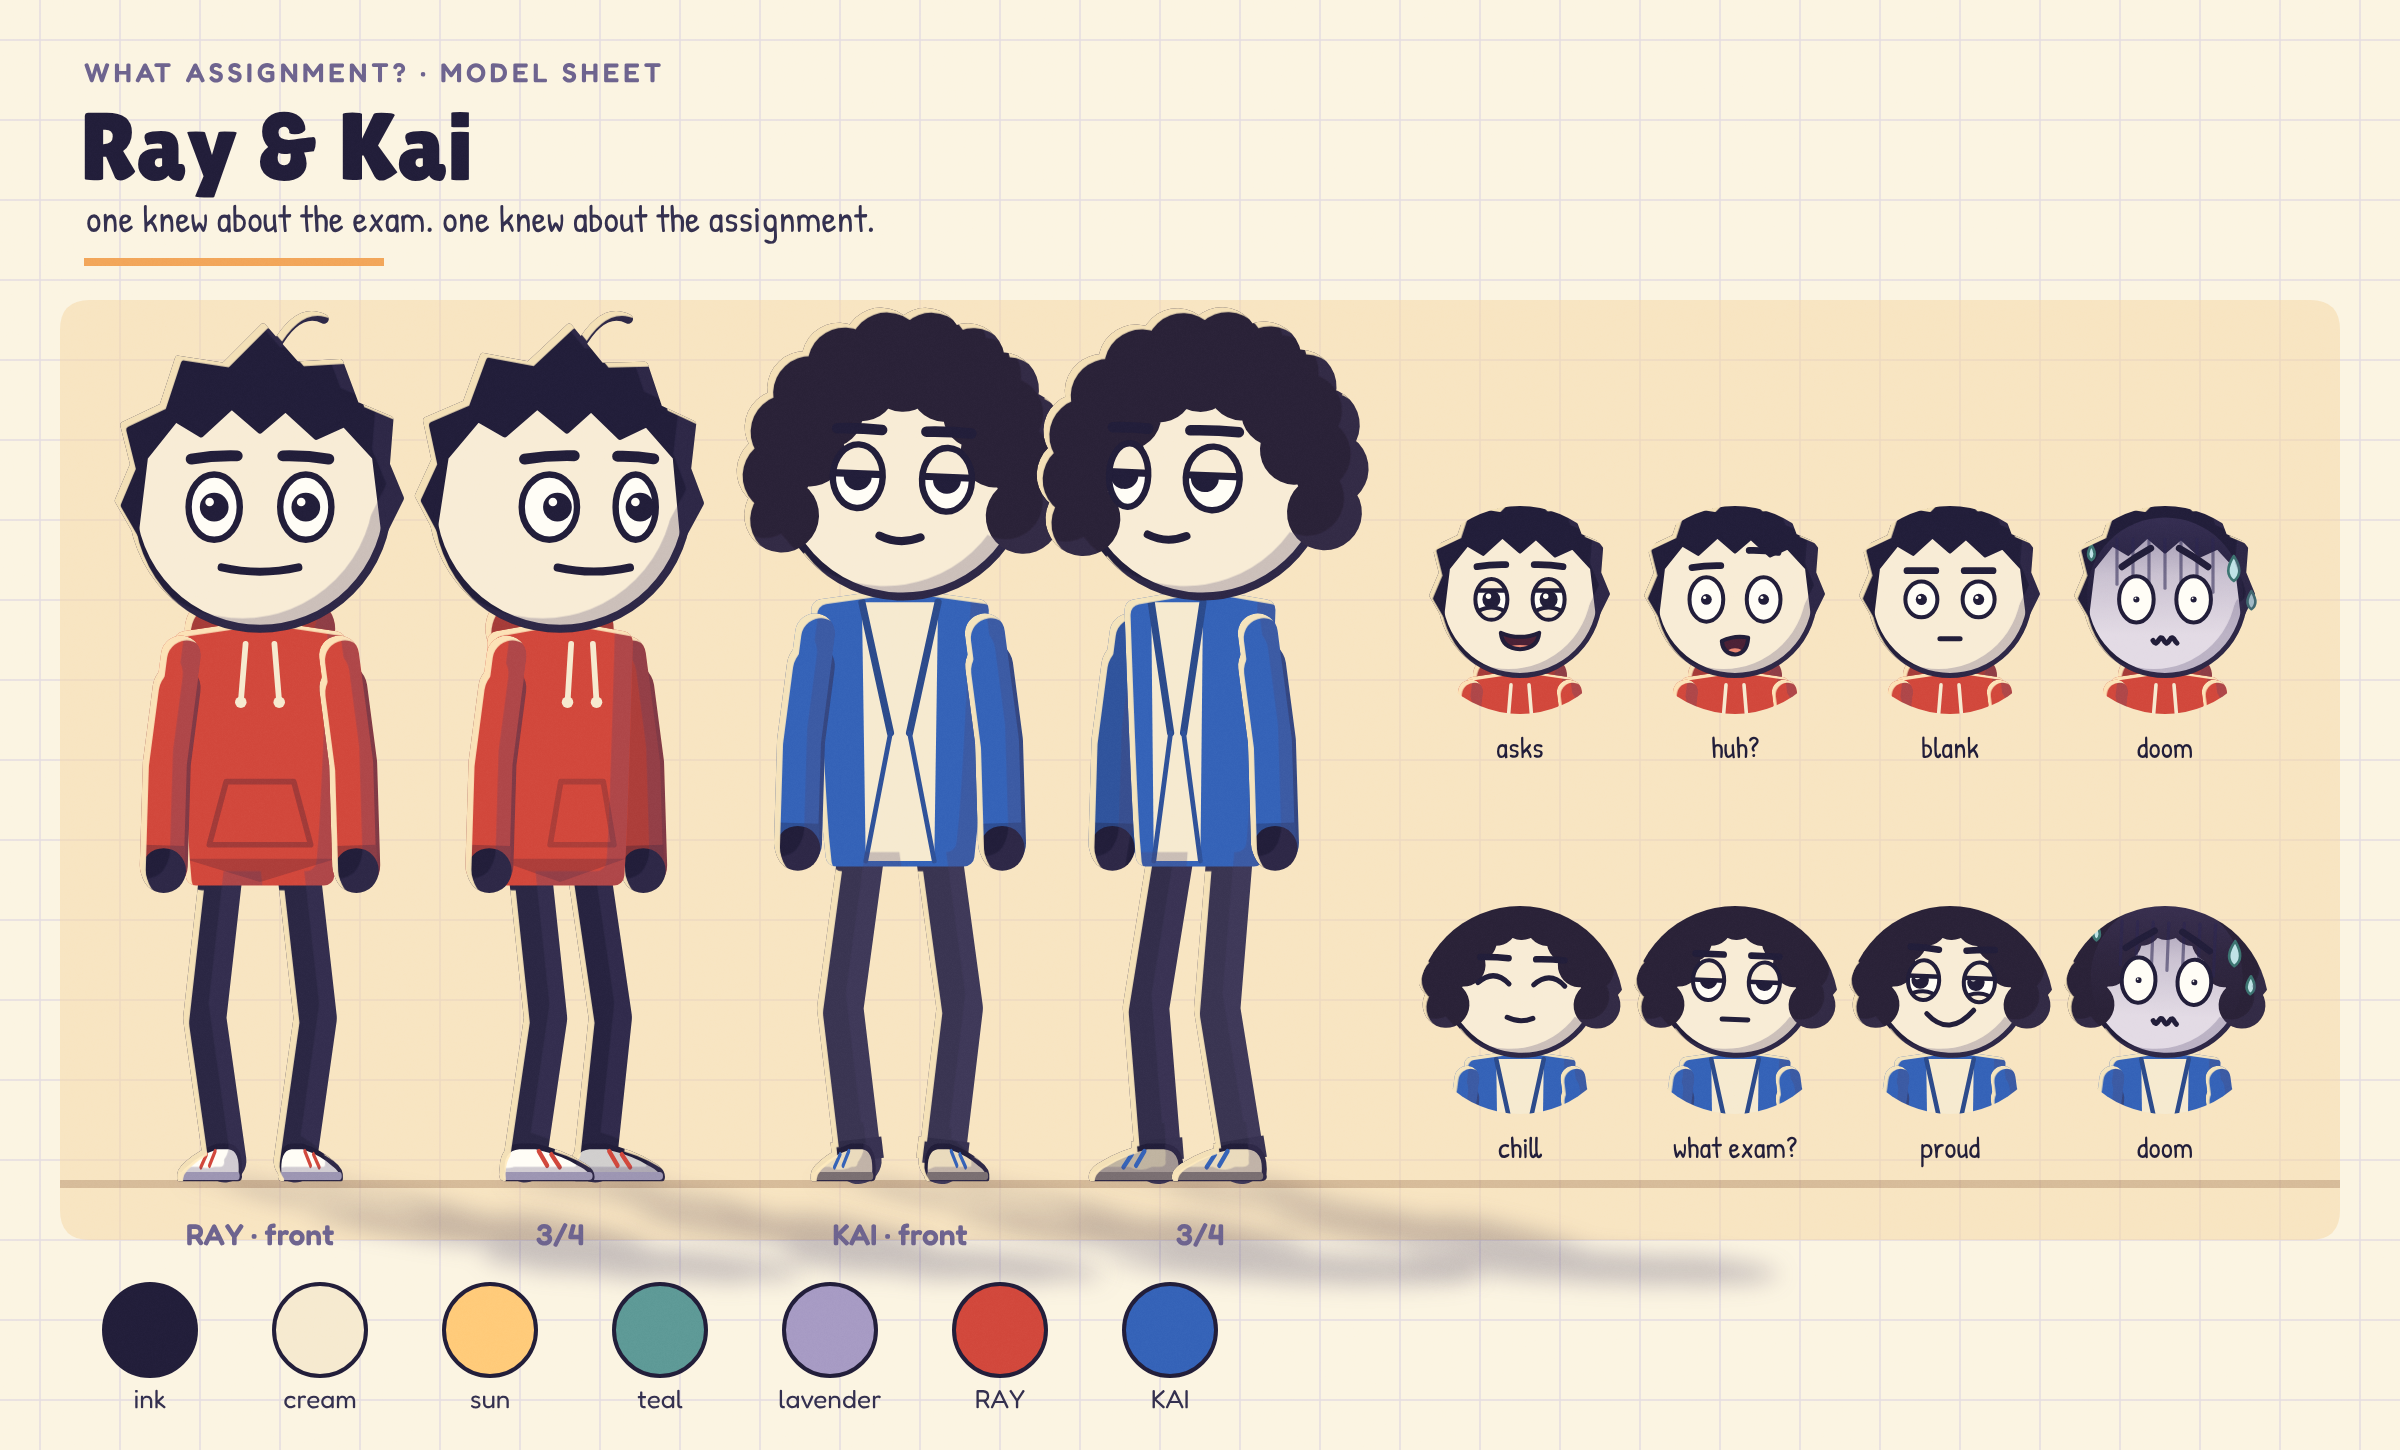 WHAT ASSIGNMENT? · MODEL SHEET
Ray & Kai
one knew about the exam. one knew about the assignment.
asks huh? blank doom
chill what exam? proud doom
RAY · front 3/4 KAI · front 3/4
ink cream sun teal lavender RAY KAI